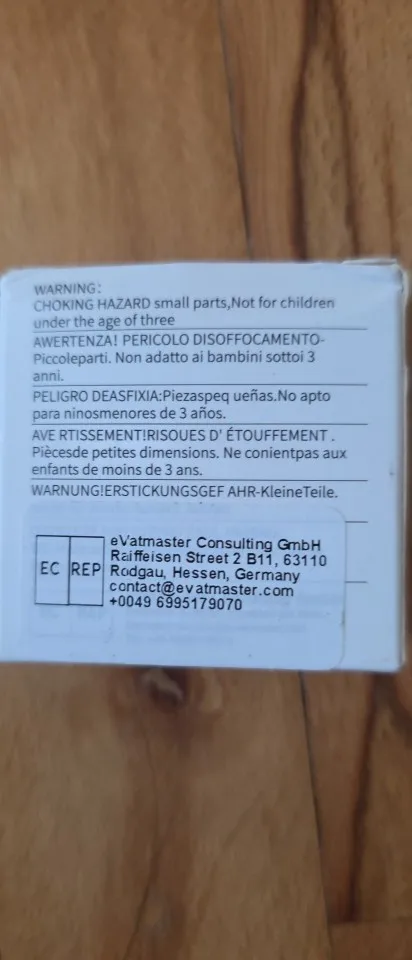 WARNING:
CHOKING HAZARD small parts,Not for children
under the age of three
AWERTENZA! PERICOLO DISOFFOCAMENTO-
Piccoleparti. Non adatto ai bambini sottoi 3
anni.
PELIGRO DEASFIXIA:Piezaspeq ueñas.No apto
para ninosmenores de 3 años.
AVE RTISSEMENT!RISOUES D' ÉTOUFFEMENT .
Piècesde petites dimensions. Ne conientpas aux
enfants de moins de 3 ans.
WARNUNG!ERSTICKUNGSGEF AHR-KleineTeile.
EC REP
eVatmaster Consulting GmbH
Raiffeisen Street 2 B11, 63110
Rodgau, Hessen, Germany
contact@evatmaster.com
+0049 6995179070